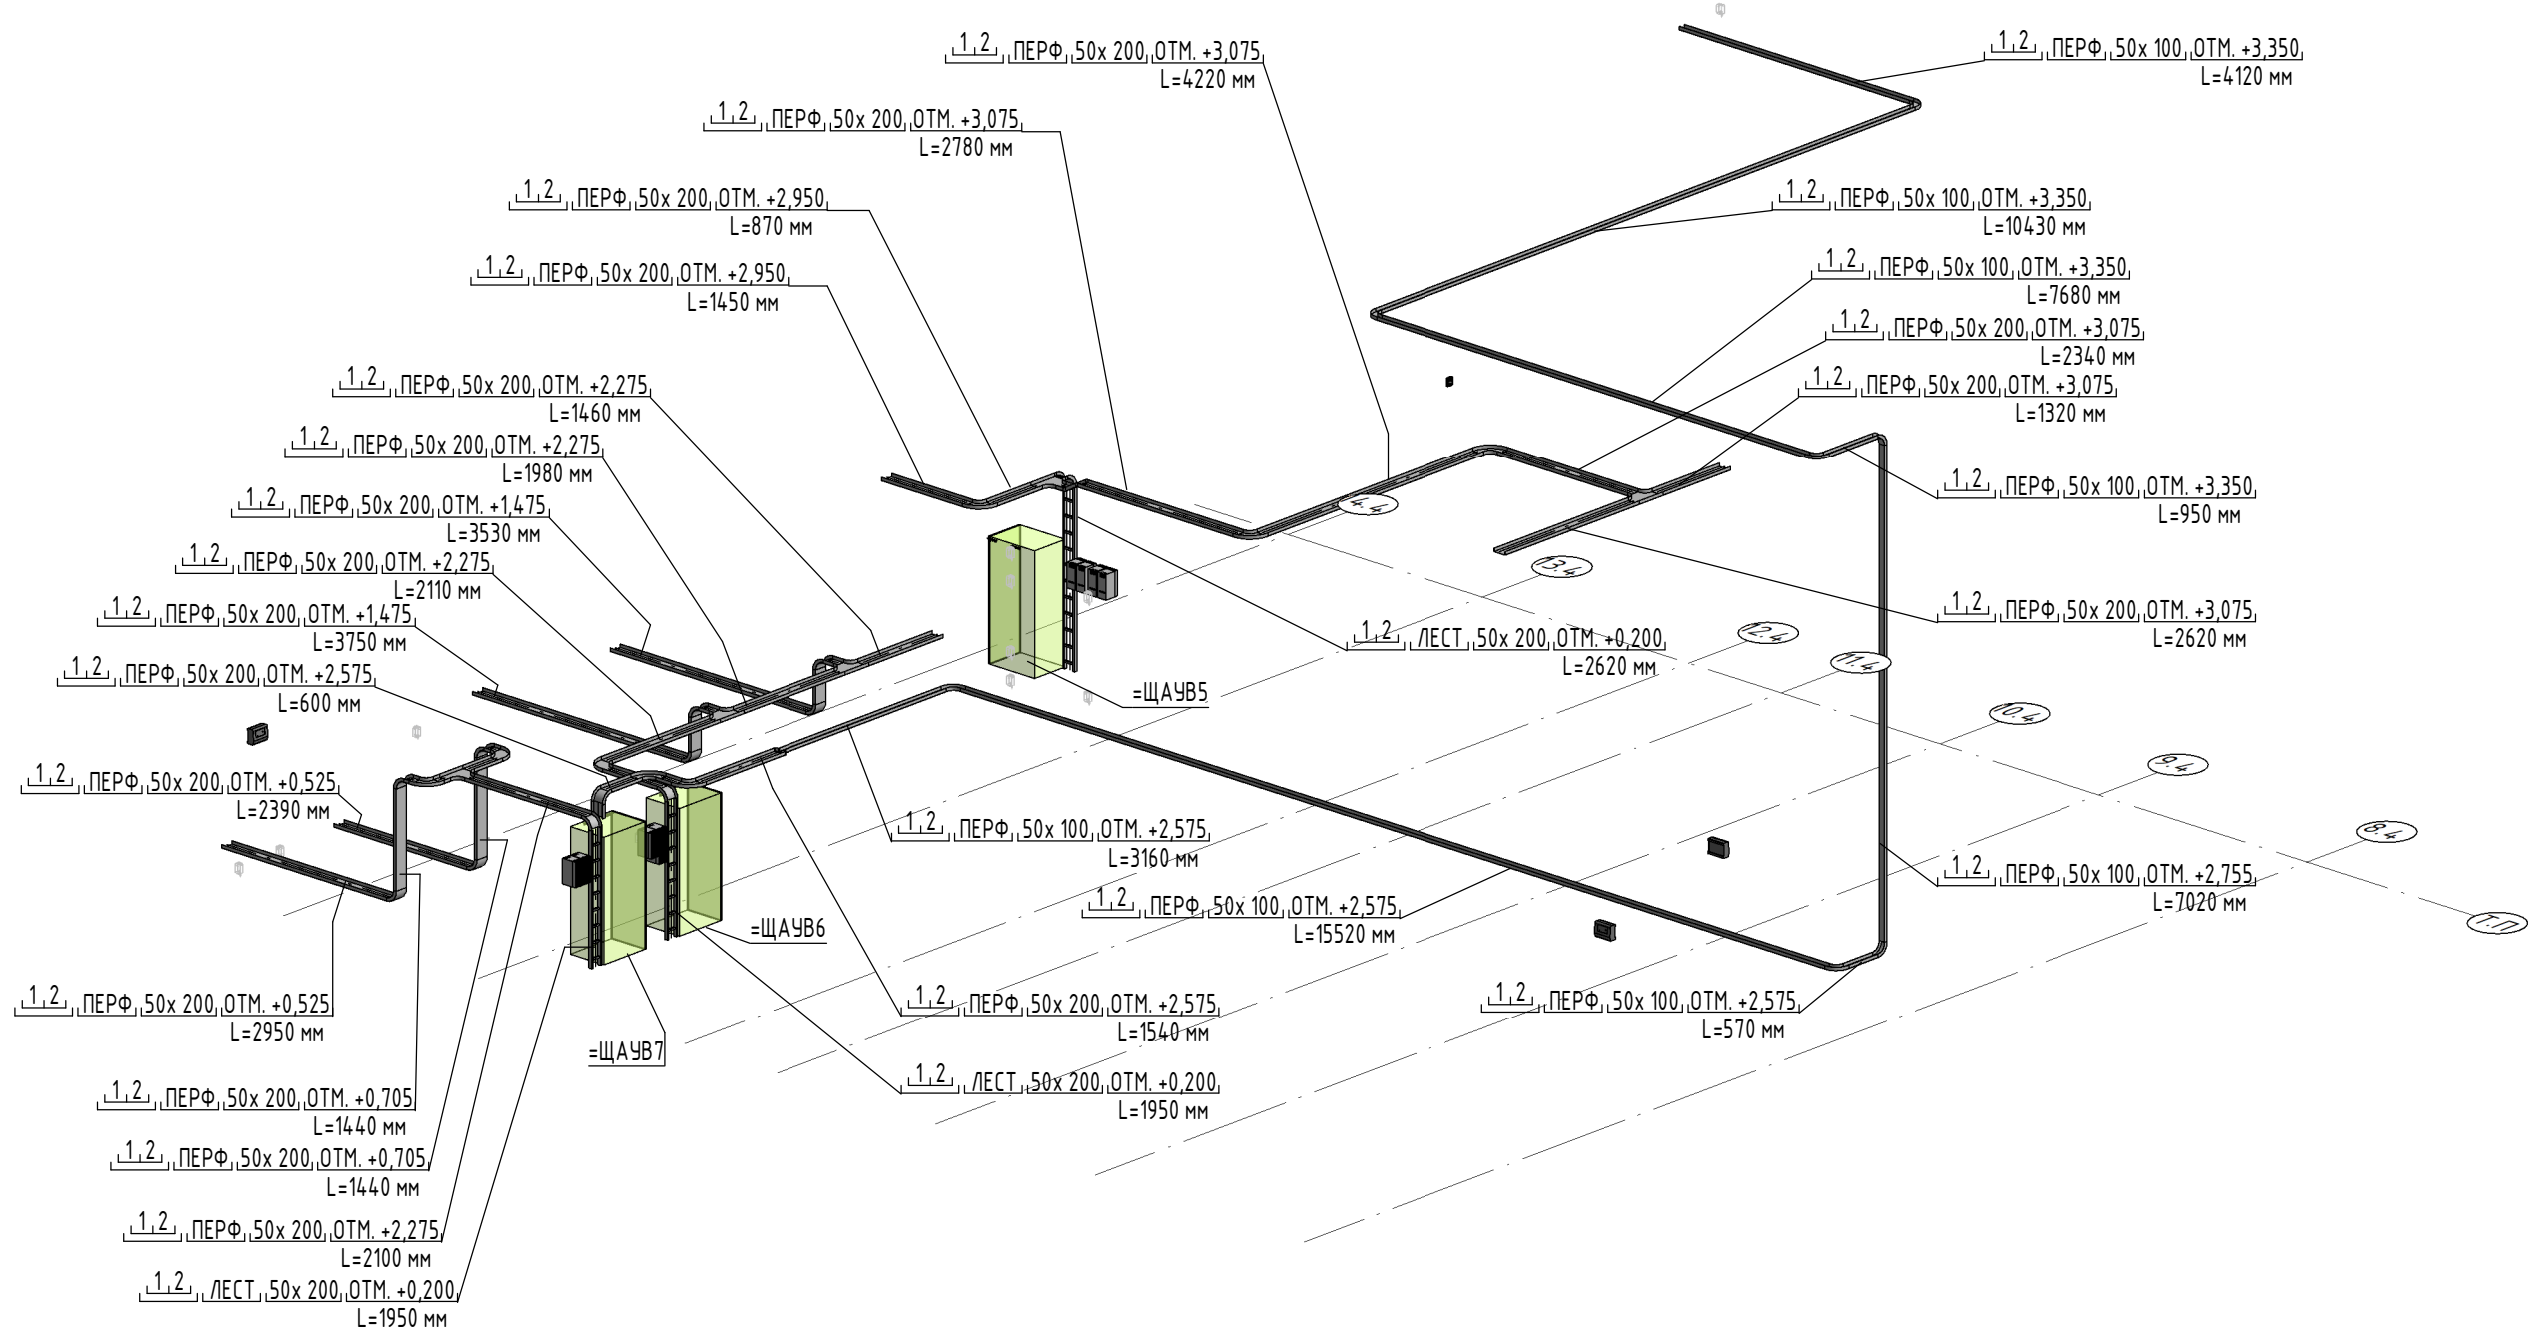 1 2 ПЕРФ 50х 200 ОТМ. +3,075
L=4220 мм
1 2 ПЕРФ 50х 100 ОТМ. +3,350
L=4120 мм
1 2 ПЕРФ 50х 200 ОТМ. +3,075
L=2780 мм
1 2 ПЕРФ 50х 200 ОТМ. +2,950
L=870 мм
1 2 ПЕРФ 50х 100 ОТМ. +3,350
L=10430 мм
1 2 ПЕРФ 50х 200 ОТМ. +2,950
L=1450 мм
1 2 ПЕРФ 50х 100 ОТМ. +3,350
L=7680 мм
1 2 ПЕРФ 50х 200 ОТМ. +3,075
L=2340 мм
1 2 ПЕРФ 50х 200 ОТМ. +2,275
L=1460 мм
1 2 ПЕРФ 50х 200 ОТМ. +3,075
L=1320 мм
1 2 ПЕРФ 50х 200 ОТМ. +2,275
L=1980 мм
1 2 ПЕРФ 50х 100 ОТМ. +3,350
L=950 мм
1 2 ПЕРФ 50х 200 ОТМ. +1,475
L=3530 мм
4.4
1 2 ПЕРФ 50х 200 ОТМ. +2,275
L=2110 мм
13.4
1 2 ПЕРФ 50х 200 ОТМ. +1,475
L=3750 мм
1 2 ПЕРФ 50х 200 ОТМ. +3,075
L=2620 мм
12.4
1 2 ЛЕСТ 50х 200 ОТМ. +0,200
L=2620 мм
11.4
1 2 ПЕРФ 50х 200 ОТМ. +2,575
L=600 мм
=ЩАУВ5
10.4
9.4
1 2 ПЕРФ 50х 200 ОТМ. +0,525
L=2390 мм
1 2 ПЕРФ 50х 100 ОТМ. +2,575
L=3160 мм
8.4
1 2 ПЕРФ 50х 100 ОТМ. +2,755
L=7020 мм
1 2 ПЕРФ 50х 100 ОТМ. +2,575
L=15520 мм
Т.П
=ЩАУВ6
1 2 ПЕРФ 50х 200 ОТМ. +0,525
L=2950 мм
1 2 ПЕРФ 50х 200 ОТМ. +2,575
L=1540 мм
1 2 ПЕРФ 50х 100 ОТМ. +2,575
L=570 мм
=ЩАУВ7
1 2 ЛЕСТ 50х 200 ОТМ. +0,200
L=1950 мм
1 2 ПЕРФ 50х 200 ОТМ. +0,705
L=1440 мм
1 2 ПЕРФ 50х 200 ОТМ. +0,705
L=1440 мм
1 2 ПЕРФ 50х 200 ОТМ. +2,275
L=2100 мм
1 2 ЛЕСТ 50х 200 ОТМ. +0,200
L=1950 мм